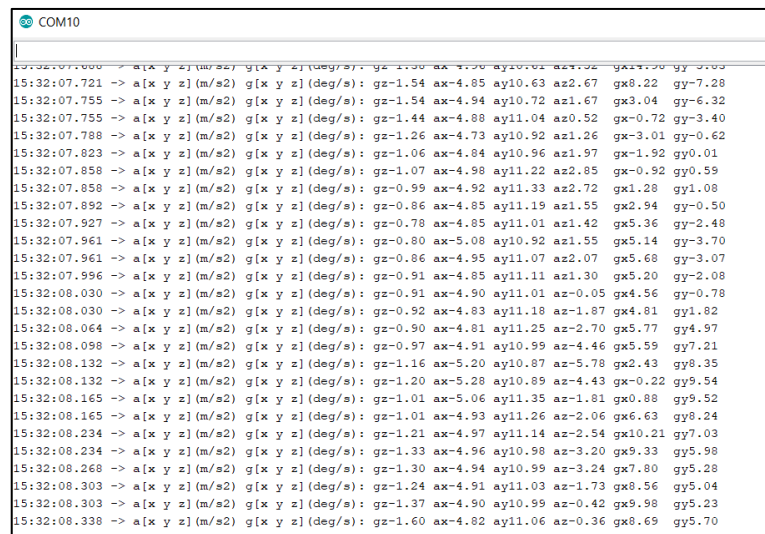 COM10
15:32:07.721 -> a[x y z](m/s2) g[x y z](deg/s): gz-1.54 ax-4.85 ay10.63 az2.67 gx8.22 gy-7.28
15:32:07.755 -> a[x y z](m/s2) g[x y z](deg/s): gz-1.54 ax-4.94 ay10.72 az1.67 gx3.04 gy-6.32
15:32:07.755 -> a[x y z](m/s2) g[x y z](deg/s): gz-1.44 ax-4.88 ay11.04 az0.52 gx-0.72 gy-3.40
15:32:07.788 -> a[x y z](m/s2) g[x y z](deg/s): gz-1.26 ax-4.73 ay10.92 az1.26 gx-3.01 gy-0.62
15:32:07.823 -> a[x y z](m/s2) g[x y z](deg/s): gz-1.06 ax-4.84 ay10.96 az1.97 gx-1.92 gy0.01
15:32:07.858 -> a[x y z](m/s2) g[x y z](deg/s): gz-1.07 ax-4.98 ay11.22 az2.85 gx-0.92 gy0.59
15:32:07.858 -> a[x y z](m/s2) g[x y z](deg/s): gz-0.99 ax-4.92 ay11.33 az2.72 gx1.28 gy1.08
15:32:07.892 -> a[x y z](m/s2) g[x y z](deg/s): gz-0.86 ax-4.85 ay11.19 az1.55 gx2.94 gy-0.50
15:32:07.927 -> a[x y z](m/s2) g[x y z](deg/s): gz-0.78 ax-4.85 ay11.01 az1.42 gx5.36 gy-2.48
15:32:07.961 -> a[x y z](m/s2) g[x y z](deg/s): gz-0.80 ax-5.08 ay10.92 az1.55 gx5.14 gy-3.70
15:32:07.961 -> a[x y z](m/s2) g[x y z](deg/s): gz-0.86 ax-4.95 ay11.07 az2.07 gx5.68 gy-3.07
15:32:07.996 -> a[x y z](m/s2) g[x y z](deg/s): gz-0.91 ax-4.85 ay11.11 az1.30 gx5.20 gy-2.08
15:32:08.030 -> a[x y z](m/s2) g[x y z](deg/s): gz-0.91 ax-4.90 ay11.01 az-0.05 gx4.56 gy-0.78
15:32:08.030 -> a[x y z](m/s2) g[x y z](deg/s): gz-0.92 ax-4.83 ay11.18 az-1.87 gx4.81 gy1.82
15:32:08.064 -> a[x y z](m/s2) g[x y z](deg/s): gz-0.90 ax-4.81 ay11.25 az-2.70 gx5.77 gy4.97
15:32:08.098 -> a[x y z](m/s2) g[x y z](deg/s): gz-0.97 ax-4.91 ay10.99 az-4.46 gx5.59 gy7.21
15:32:08.132 -> a[x y z](m/s2) g[x y z](deg/s): gz-1.16 ax-5.20 ay10.87 az-5.78 gx2.43 gy8.35
15:32:08.132 -> a[x y z](m/s2) g[x y z](deg/s): gz-1.20 ax-5.28 ay10.89 az-4.43 gx-0.22 gy9.54
15:32:08.165 -> a[x y z](m/s2) g[x y z](deg/s): gz-1.01 ax-5.06 ay11.35 az-1.81 gx0.88 gy9.52
15:32:08.165 -> a[x y z](m/s2) g[x y z](deg/s): gz-1.01 ax-4.93 ay11.26 az-2.06 gx6.63 gy8.24
15:32:08.234 -> a[x y z](m/s2) g[x y z](deg/s): gz-1.21 ax-4.97 ay11.14 az-2.54 gx10.21 gy7.03
15:32:08.234 -> a[x y z](m/s2) g[x y z](deg/s): gz-1.33 ax-4.96 ay10.98 az-3.20 gx9.33 gy5.98
15:32:08.268 -> a[x y z](m/s2) g[x y z](deg/s): gz-1.30 ax-4.94 ay10.99 az-3.24 gx7.80 gy5.28
15:32:08.303 -> a[x y z](m/s2) g[x y z](deg/s): gz-1.24 ax-4.91 ay11.03 az-1.73 gx8.56 gy5.04
15:32:08.303 -> a[x y z](m/s2) g[x y z](deg/s): gz-1.37 ax-4.90 ay10.99 az-0.42 gx9.98 gy5.23
15:32:08.338 -> a[x y z](m/s2) g[x y z](deg/s): gz-1.60 ax-4.82 ay11.06 az-0.36 gx8.69 gy5.70